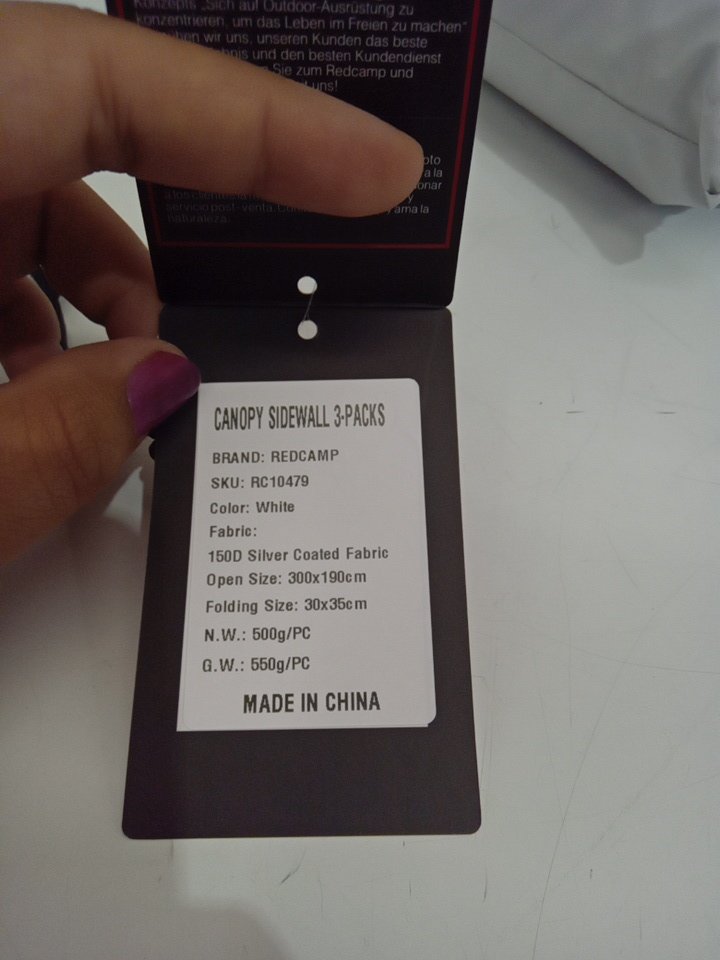 Konzepts „Sich auf Outdoor-Ausrüstung zu
konzentrieren, um das Leben im Freien zu machen"
wir uns, unseren Kunden das beste
und den besten Kundendienst
Sie zum Redcamp und
uns!
a la
servicio post-venta.
y ama la
naturaleza.
CANOPY SIDEWALL 3-PACKS
BRAND: REDCAMP
SKU: RC10479
Color: White
Fabric:
150D Silver Coated Fabric
Open Size: 300x190cm
Folding Size: 30x35cm
N.W.: 500g/PC
G.W.: 550g/PC
MADE IN CHINA